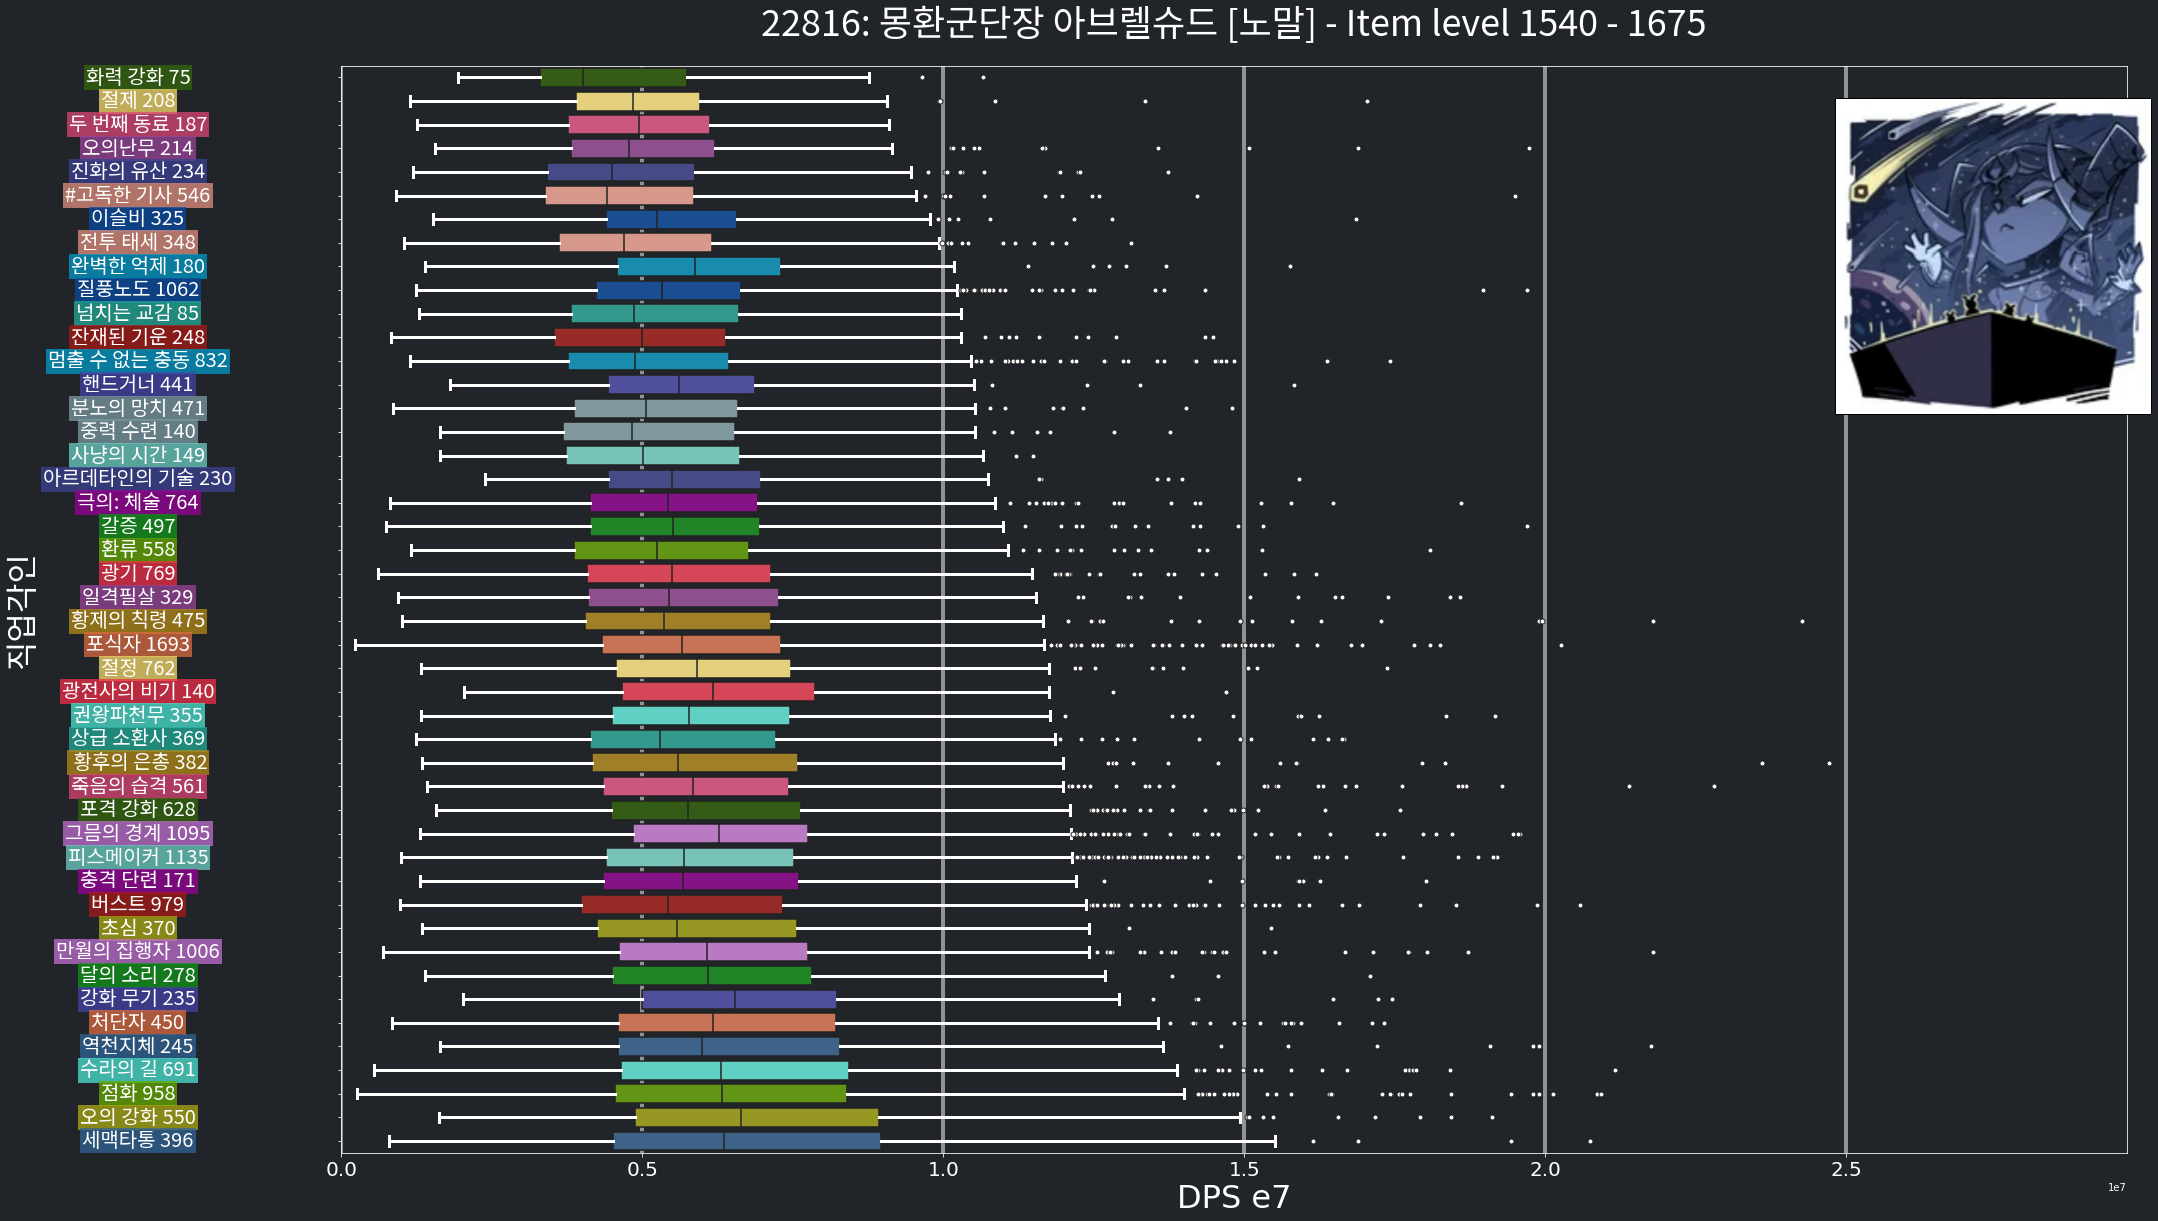 22816: 몽환군단장 아브렐슈드 [노말] - Item level 1540 - 1675
직업각인
화력 강화 75
절제 208
두 번째 동료 187
오의난무 214
진화의 유산 234
#고독한 기사 546
이슬비 325
전투 태세 348
완벽한 억제 180
질풍노도 1062
넘치는 교감 85
잔재된 기운 248
멈출 수 없는 충동 832
핸드거너 441
분노의 망치 471
중력 수련 140
사냥의 시간 149
아르데타인의 기술 230
극의: 체술 764
갈증 497
환류 558
광기 769
일격필살 329
황제의 칙령 475
포식자 1693
절정 762
광전사의 비기 140
권왕파천무 355
상급 소환사 369
황후의 은총 382
죽음의 습격 561
포격 강화 628
그믐의 경계 1095
피스메이커 1135
충격 단련 171
버스트 979
초심 370
만월의 집행자 1006
달의 소리 278
강화 무기 235
처단자 450
역천지체 245
수라의 길 691
점화 958
오의 강화 550
세맥타통 396
0.0 0.5 1.0 1.5 2.0 2.5
DPS e7
1e7